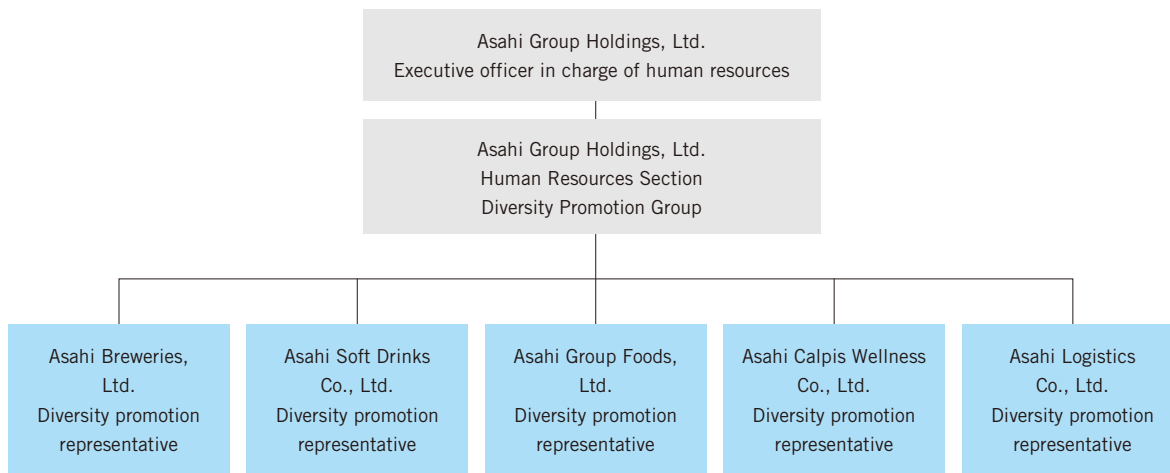 Asahi Group Holdings, Ltd.
Executive officer in charge of human resources
Asahi Group Holdings, Ltd.
Human Resources Section
Diversity Promotion Group
Asahi Breweries,
Ltd.
Diversity promotion
representative
Asahi Soft Drinks
Co., Ltd.
Diversity promotion
representative
Asahi Group Foods,
Ltd.
Diversity promotion
representative
Asahi Calpis Wellness
Co., Ltd.
Diversity promotion
representative
Asahi Logistics
Co., Ltd.
Diversity promotion
representative